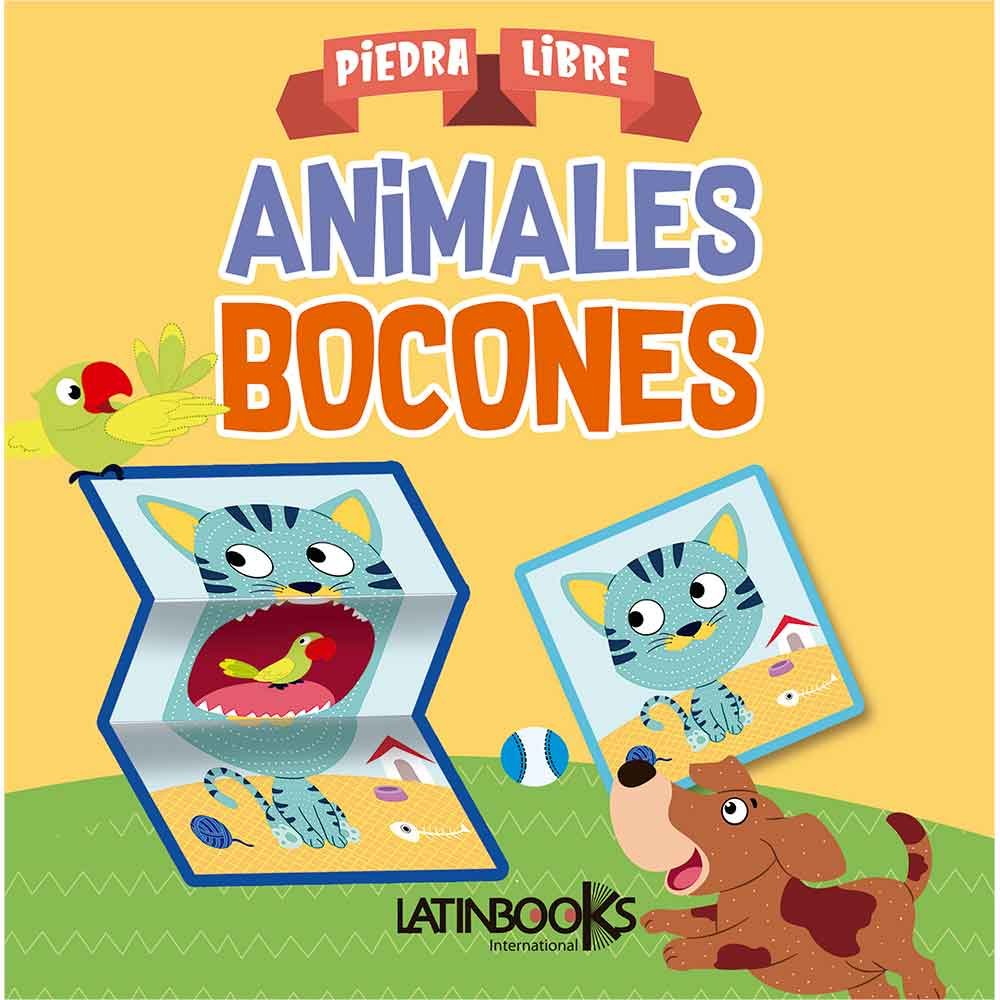 PiEDRA LiBRE
ANiMALES
BOCONES
LATINBOOKS
International